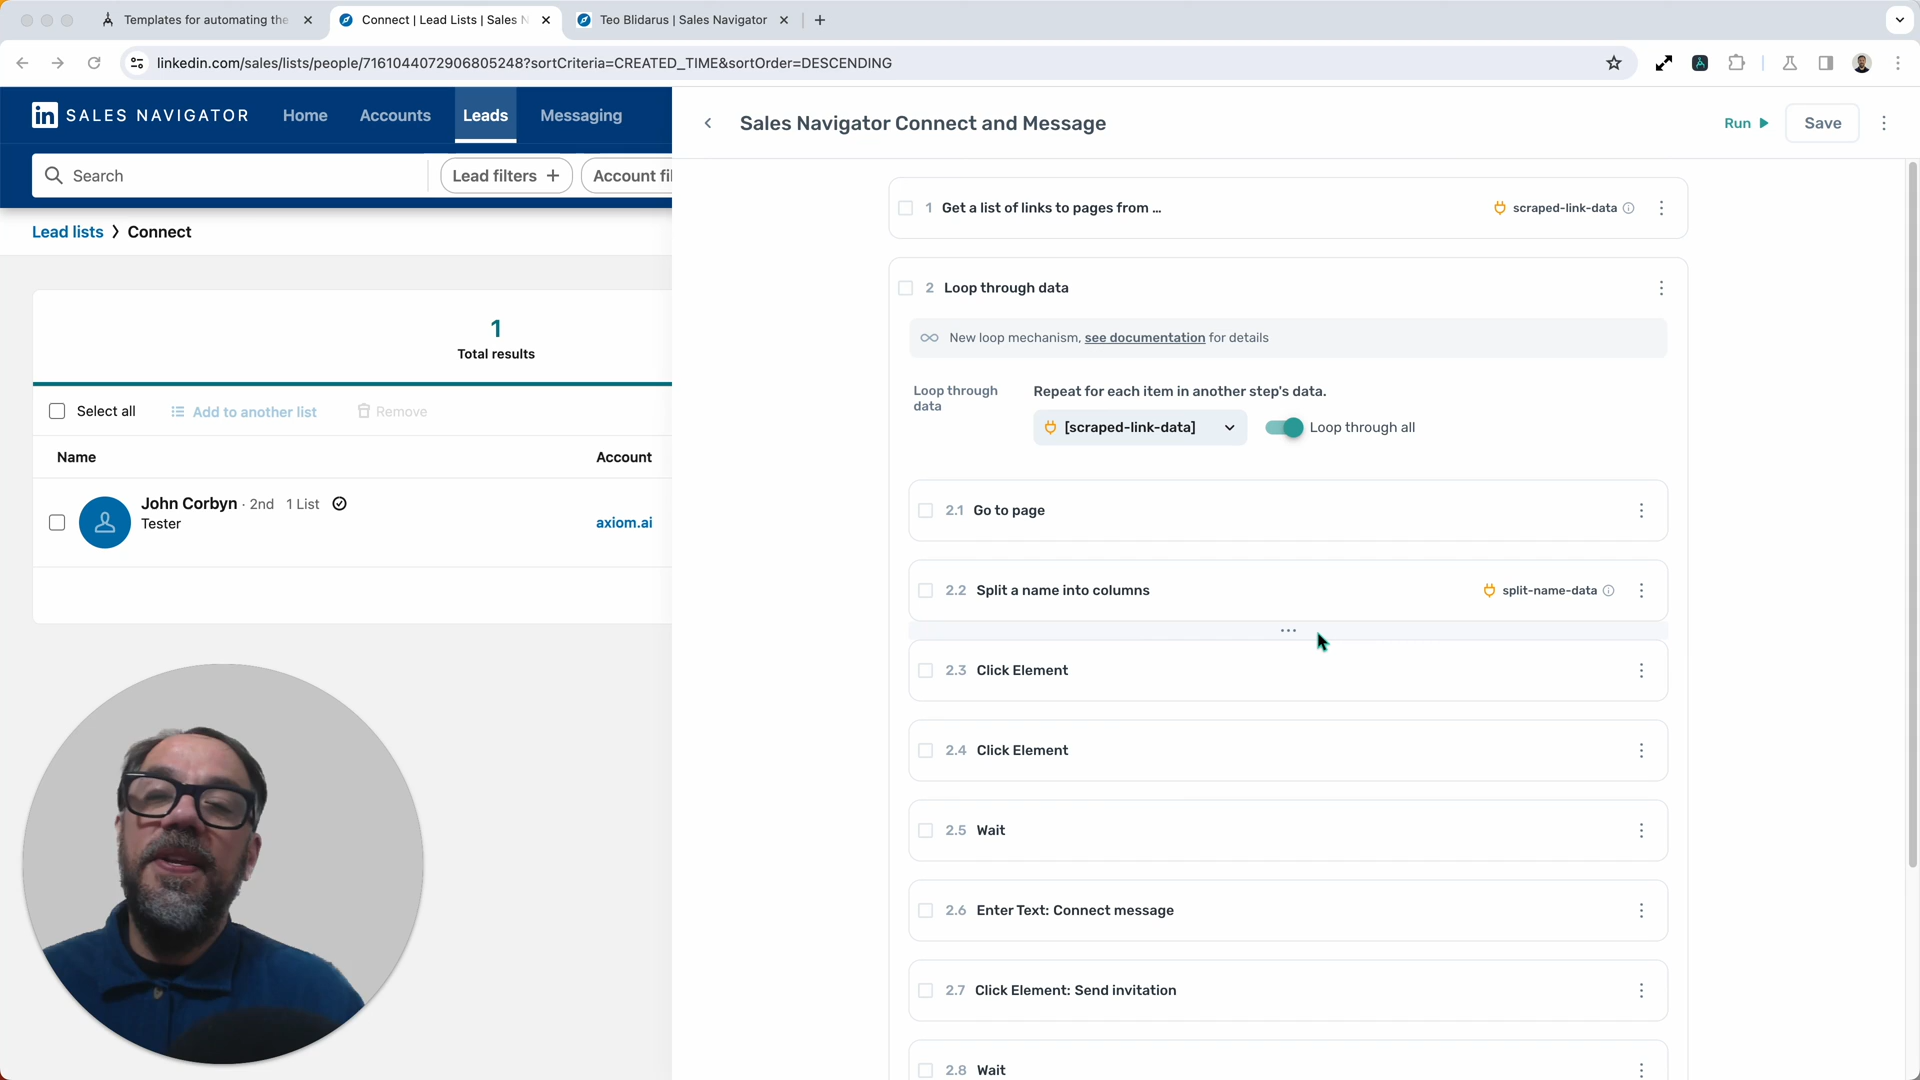 Templates for automating the
Connect | Lead Lists | Sales N
Teo Blidarus | Sales Navigator
linkedin.com/sales/lists/people/7161044072906805248?sortCriteria=CREATED_TIME&sortOrder=DESCENDING
in SALES NAVIGATOR
Home
Accounts
Leads
Messaging
Search
Lead filters +
Account fil
Lead lists > Connect
1
Total results
Select all
Add to another list
Remove
Name
Account
John Corbyn · 2nd 1 List
Tester
axiom.ai
Sales Navigator Connect and Message
Run
Save
1 Get a list of links to pages from ...
scraped-link-data
2 Loop through data
New loop mechanism, see documentation for details
Loop through
data
Repeat for each item in another step's data.
[scraped-link-data]
Loop through all
2.1 Go to page
2.2 Split a name into columns
split-name-data
2.3 Click Element
2.4 Click Element
2.5 Wait
2.6 Enter Text: Connect message
2.7 Click Element: Send invitation
2.8 Wait